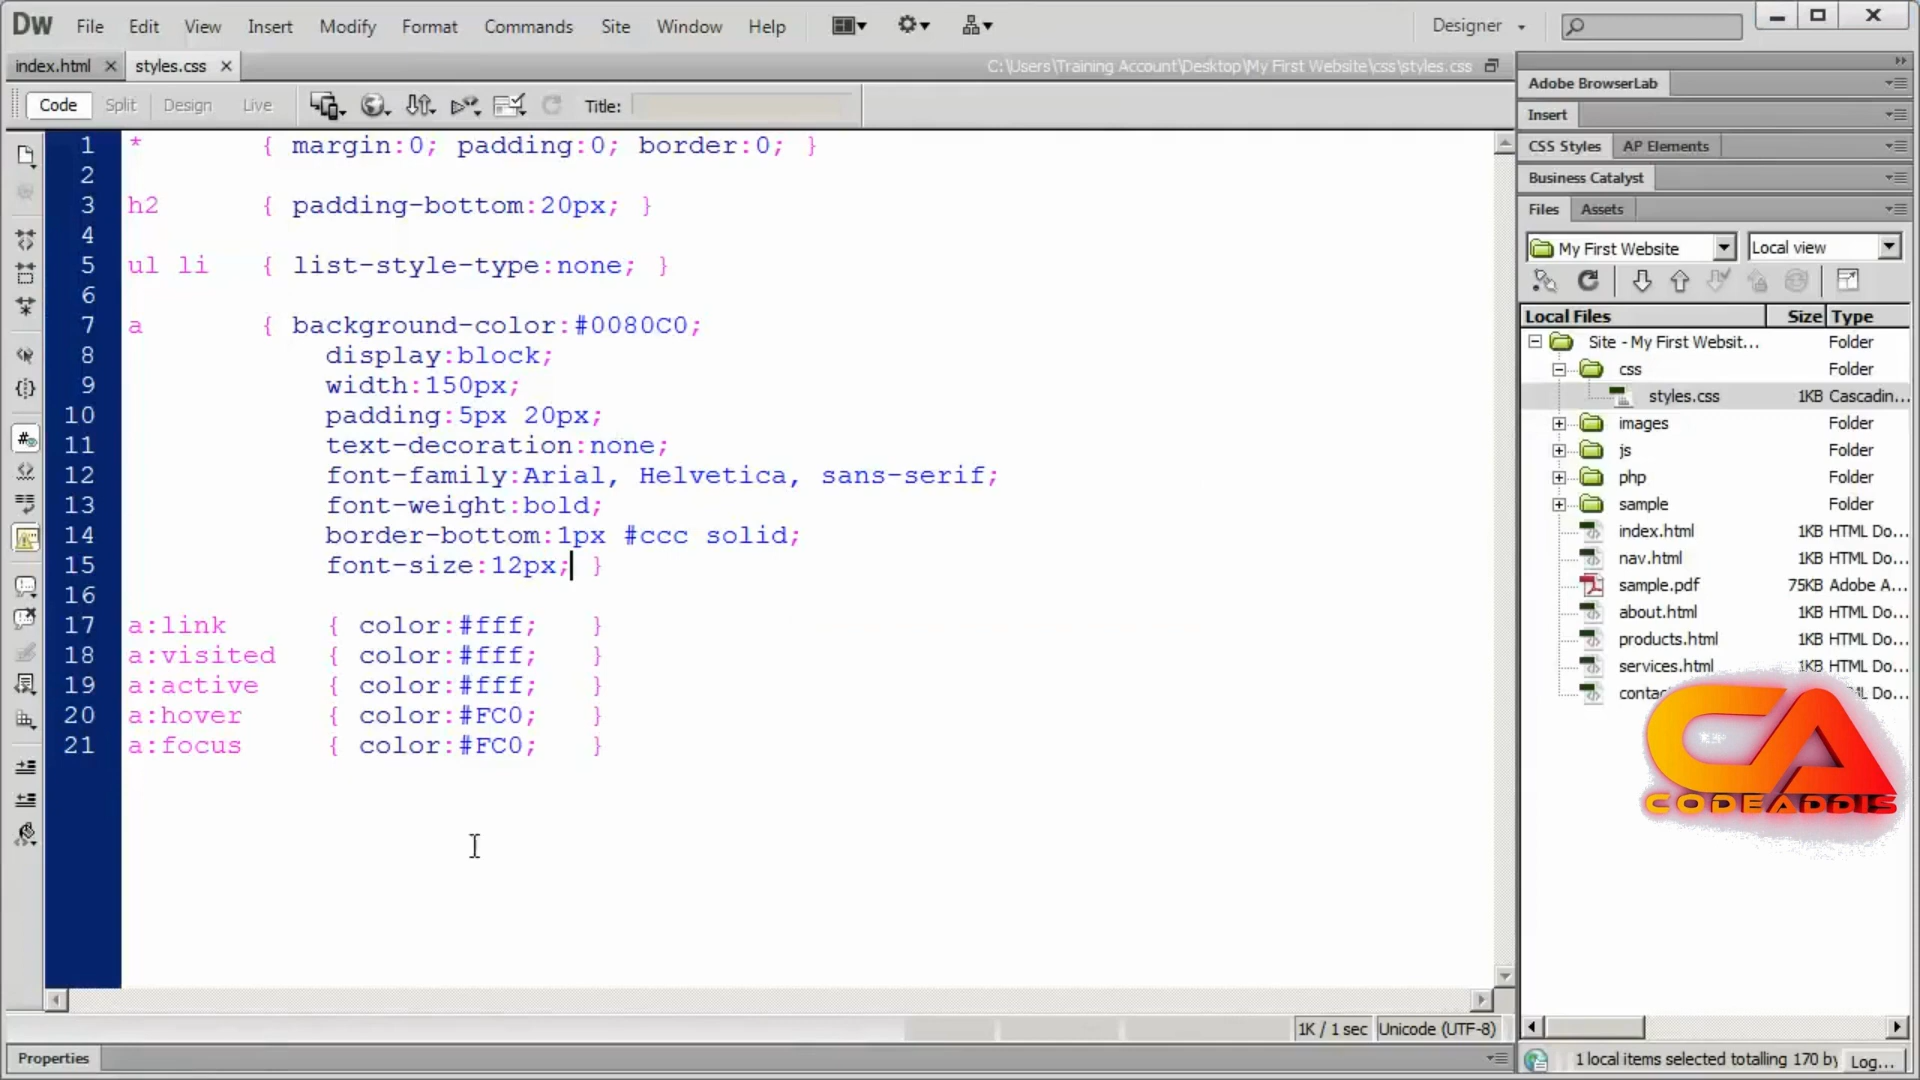 DW File Edit View Insert Modify Format Commands Site Window Help Designer
index.html styles.css C:\Users\Training Account\Desktop\My First Website\css\styles.css
Code Split Design Live Title:
1 * { margin:0; padding:0; border:0; }
2
3 h2 { padding-bottom:20px; }
4
5 ul li { list-style-type:none; }
6
7 a { background-color:#0080C0;
8 display:block;
9 width:150px;
10 padding:5px 20px;
11 text-decoration:none;
12 font-family:Arial, Helvetica, sans-serif;
13 font-weight:bold;
14 border-bottom:1px #ccc solid;
15 font-size:12px; }
16
17 a:link { color:#fff; }
18 a:visited { color:#fff; }
19 a:active { color:#fff; }
20 a:hover { color:#FC0; }
21 a:focus { color:#FC0; }
1K / 1 sec Unicode (UTF-8)
Properties
Adobe BrowserLab
Insert
CSS Styles AP Elements
Business Catalyst
Files Assets
My First Website Local view
Local Files Size Type
Site - My First Websit... Folder
css Folder
styles.css 1KB Cascadin...
images Folder
js Folder
php Folder
sample Folder
index.html 1KB HTML Do...
nav.html 1KB HTML Do...
sample.pdf 75KB Adobe A...
about.html 1KB HTML Do...
products.html 1KB HTML Do...
services.html 1KB HTML Do...
HTML Do...
CA
CODEADDIS
1 local items selected totalling 170 by Log...